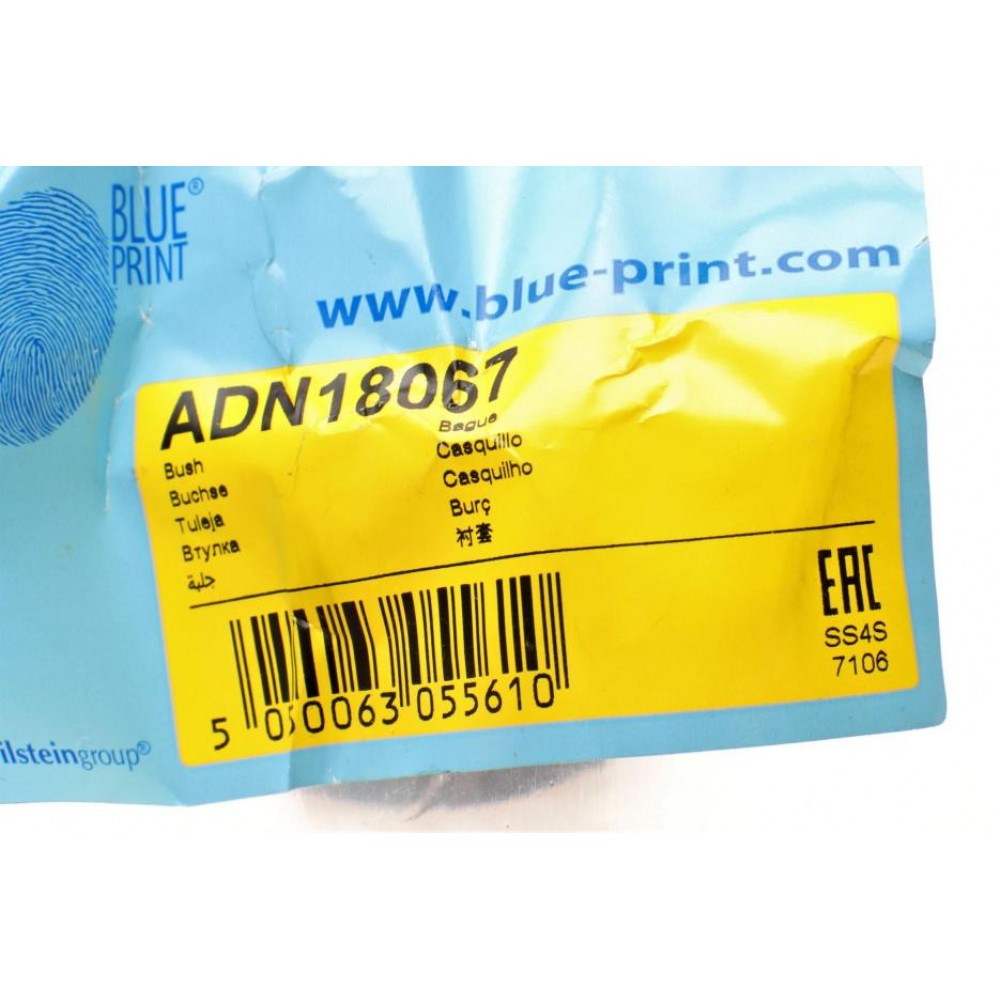 BLUE®
PRINT
www.blue-print.com
ADN18067
Bush
Buchse
Tuleja
Втулка
جلبة
Bague
Casquillo
Casquilho
Burç
衬套
EAC
SS4S
7106
5 050063 055610
ilsteingroup®